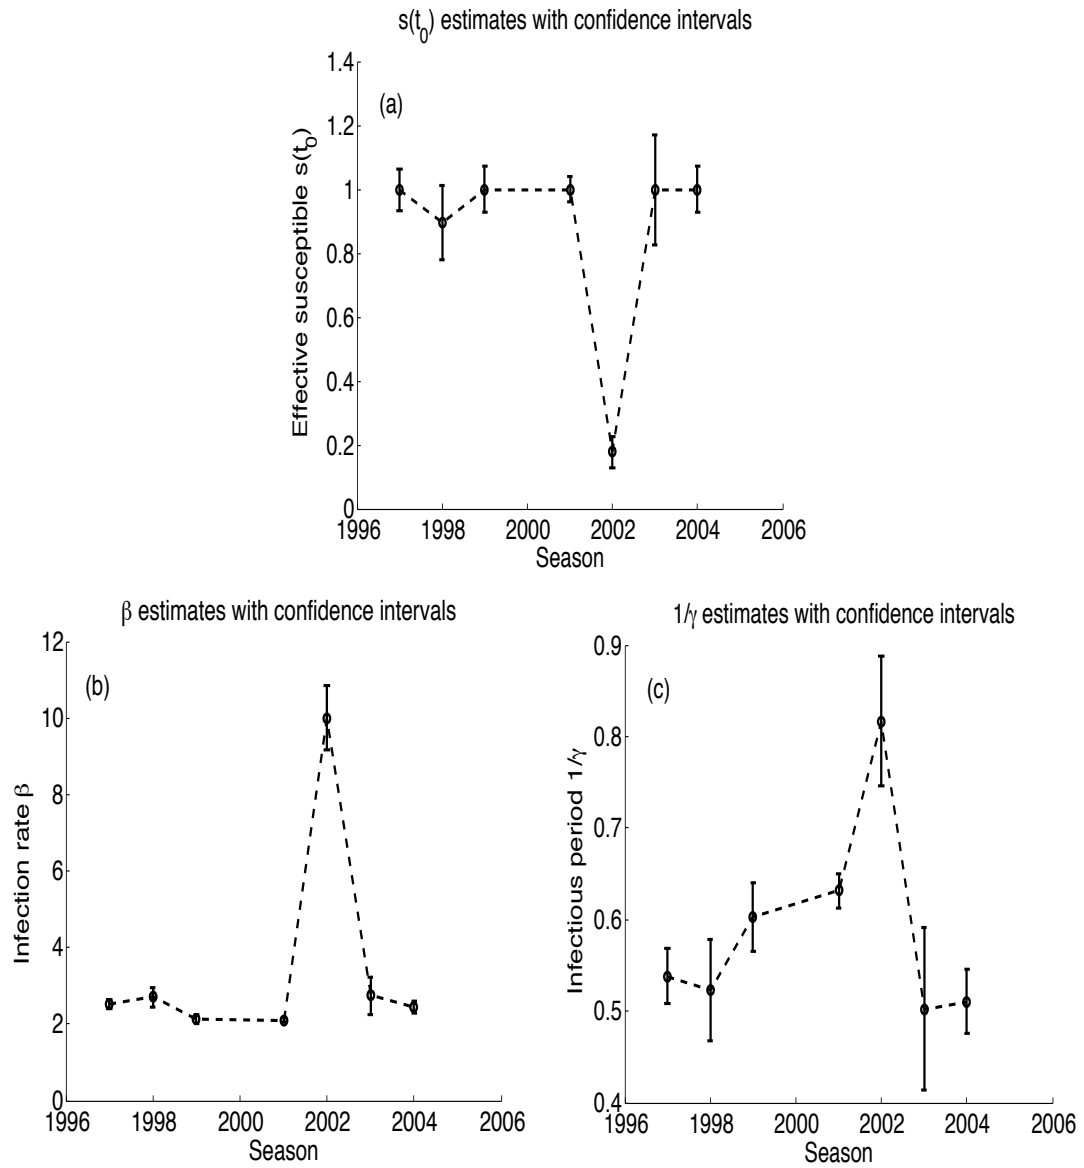 s(t₀) estimates with confidence intervals
(a)
Effective susceptible s(t₀)
1.4
1.2
1
0.8
0.6
0.4
0.2
0
1996 1998 2000 2002 2004 2006
Season
β estimates with confidence intervals
(b)
Infection rate β
12
10
8
6
4
2
0
1996 1998 2000 2002 2004 2006
Season
1/γ estimates with confidence intervals
(c)
Infectious period 1/γ
0.9
0.8
0.7
0.6
0.5
0.4
1996 1998 2000 2002 2004 2006
Season